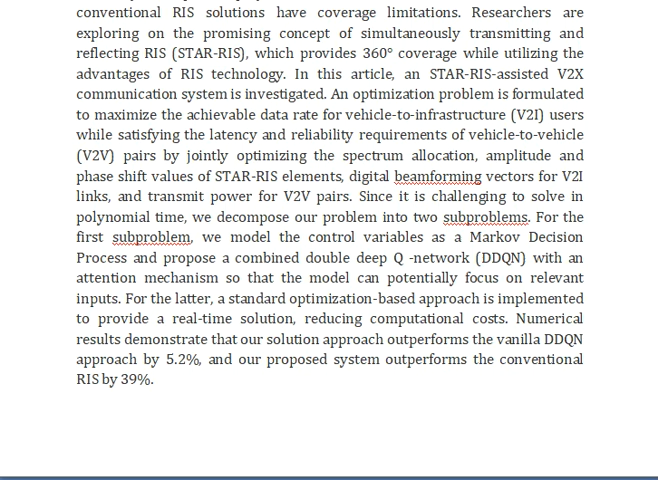 conventional RIS solutions have coverage limitations. Researchers are
exploring on the promising concept of simultaneously transmitting and
reflecting RIS (STAR-RIS), which provides 360° coverage while utilizing the
advantages of RIS technology. In this article, an STAR-RIS-assisted V2X
communication system is investigated. An optimization problem is formulated
to maximize the achievable data rate for vehicle-to-infrastructure (V2I) users
while satisfying the latency and reliability requirements of vehicle-to-vehicle
(V2V) pairs by jointly optimizing the spectrum allocation, amplitude and
phase shift values of STAR-RIS elements, digital beamforming vectors for V2I
links, and transmit power for V2V pairs. Since it is challenging to solve in
polynomial time, we decompose our problem into two subproblems. For the
first subproblem, we model the control variables as a Markov Decision
Process and propose a combined double deep Q -network (DDQN) with an
attention mechanism so that the model can potentially focus on relevant
inputs. For the latter, a standard optimization-based approach is implemented
to provide a real-time solution, reducing computational costs. Numerical
results demonstrate that our solution approach outperforms the vanilla DDQN
approach by 5.2%, and our proposed system outperforms the conventional
RIS by 39%.